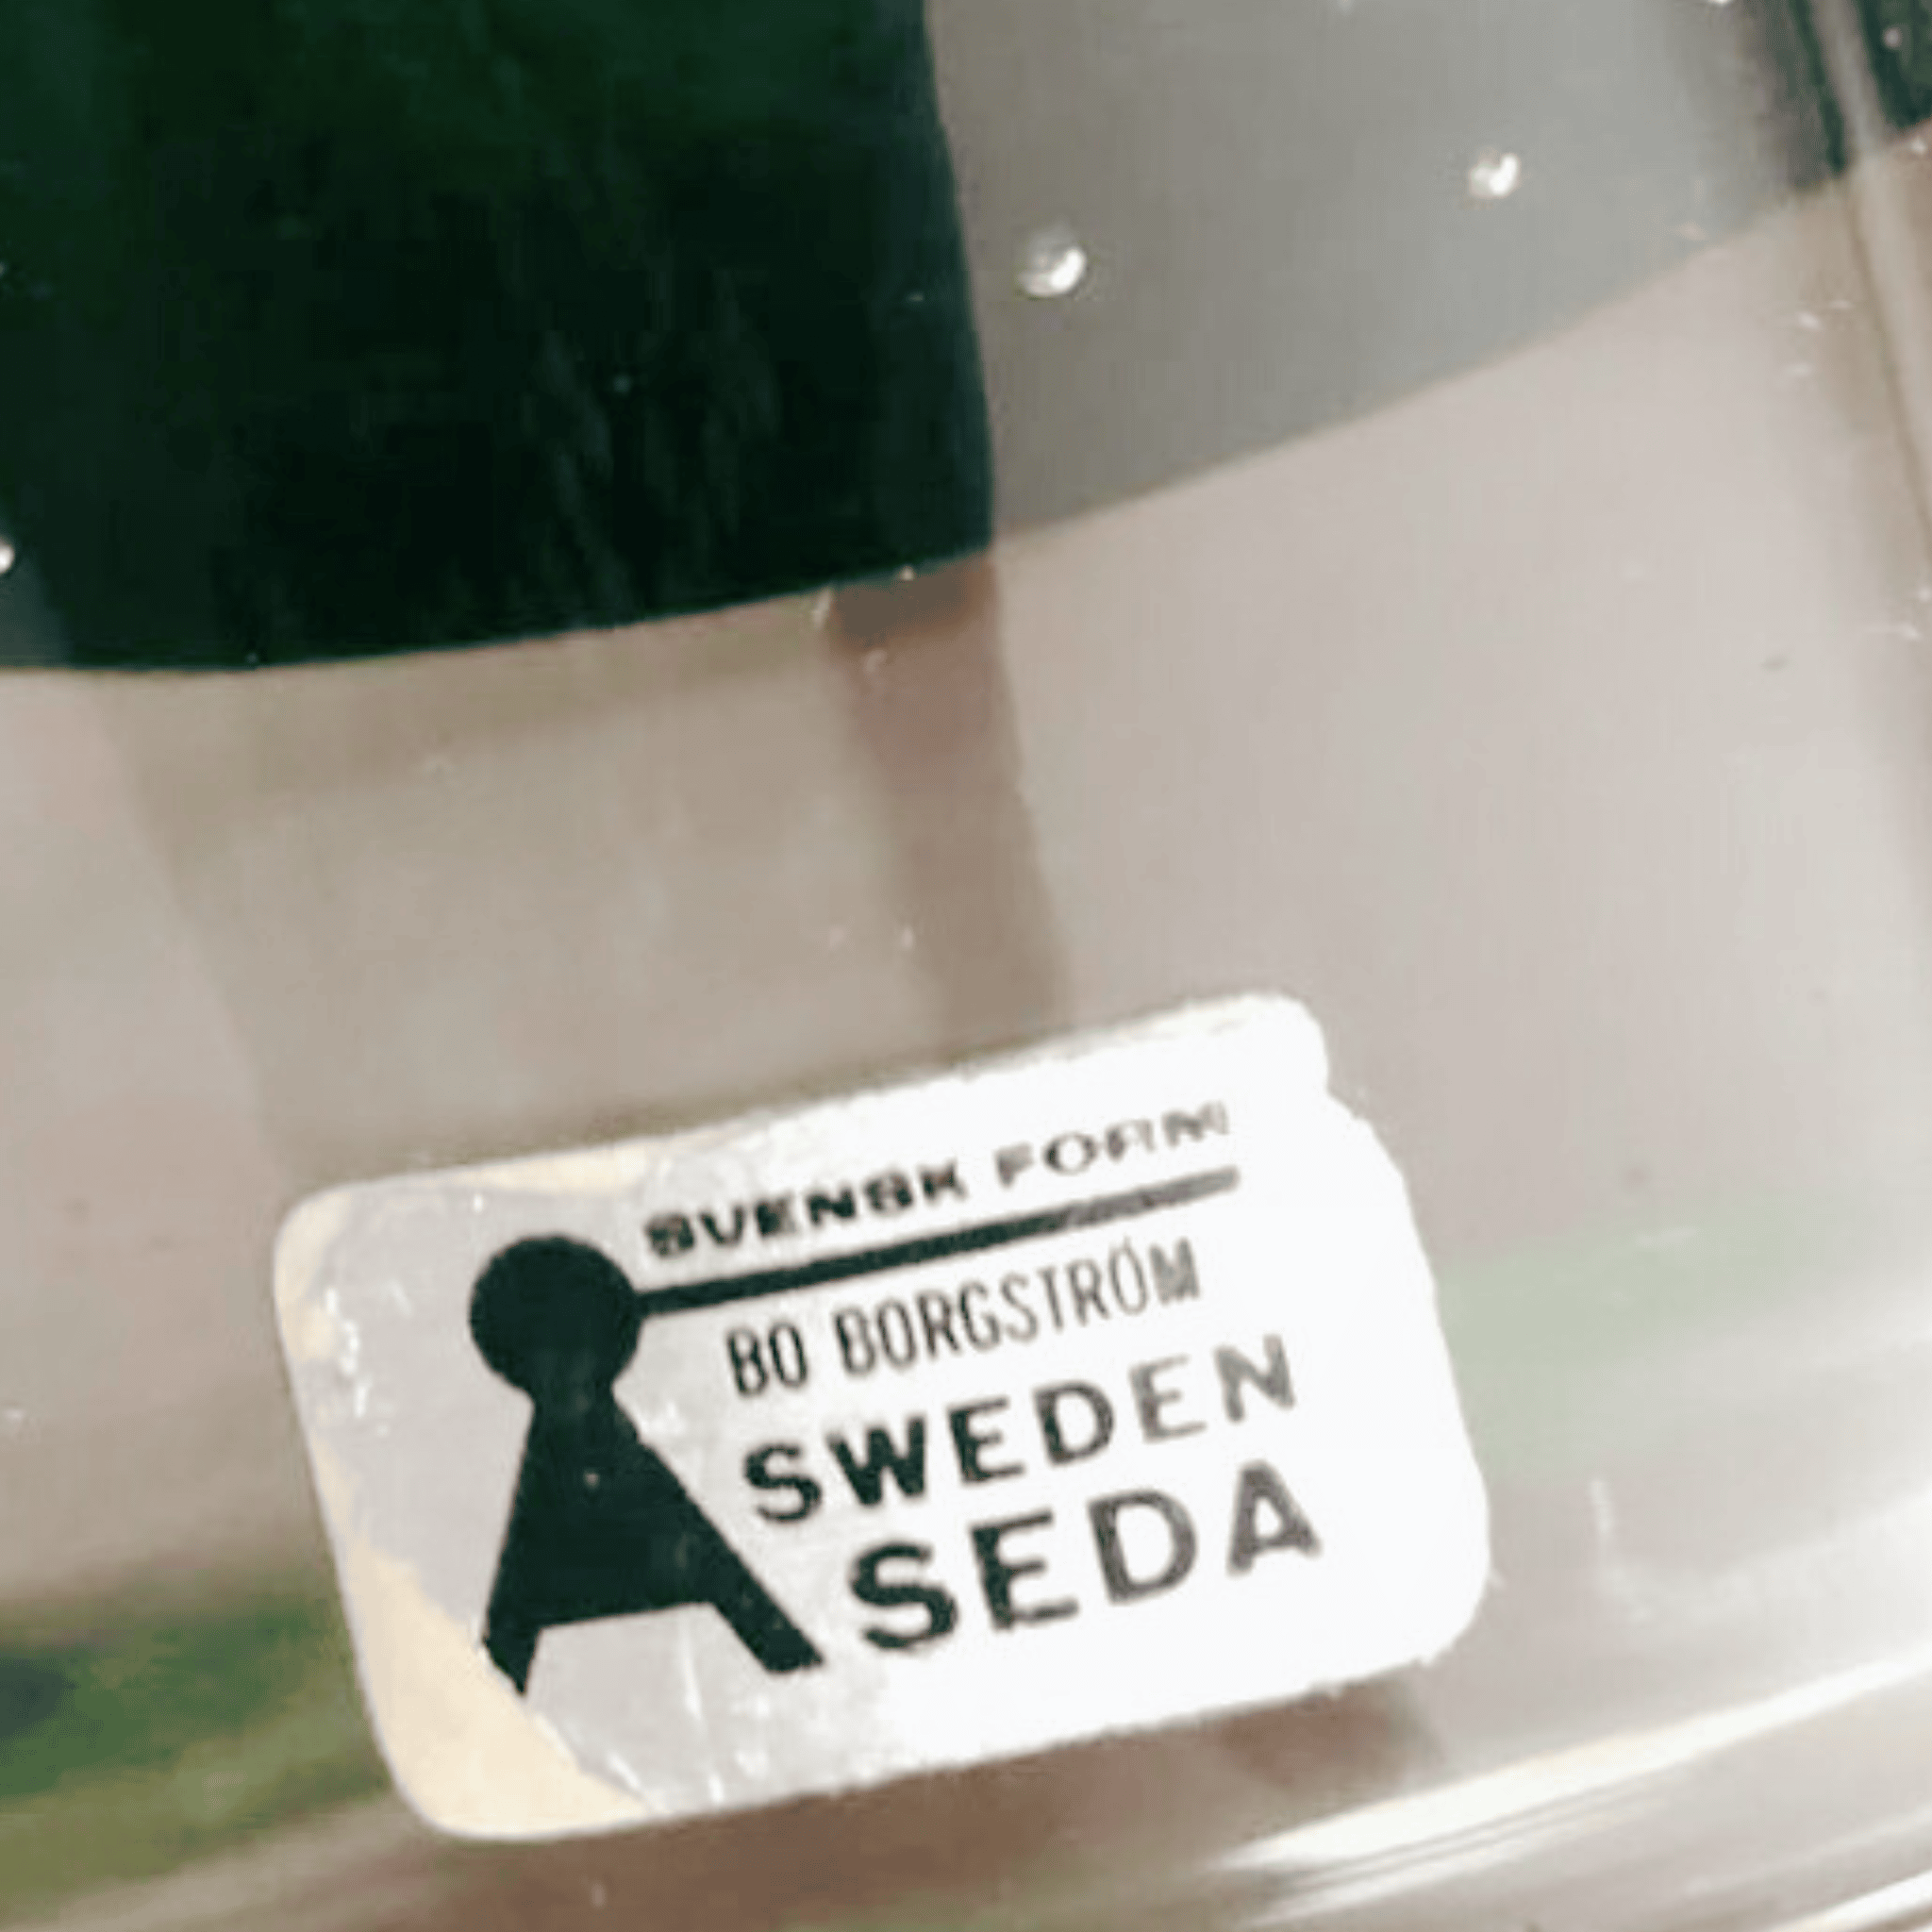 SVENSK FORM
BO BORGSTRÖM
SWEDEN
SEDA